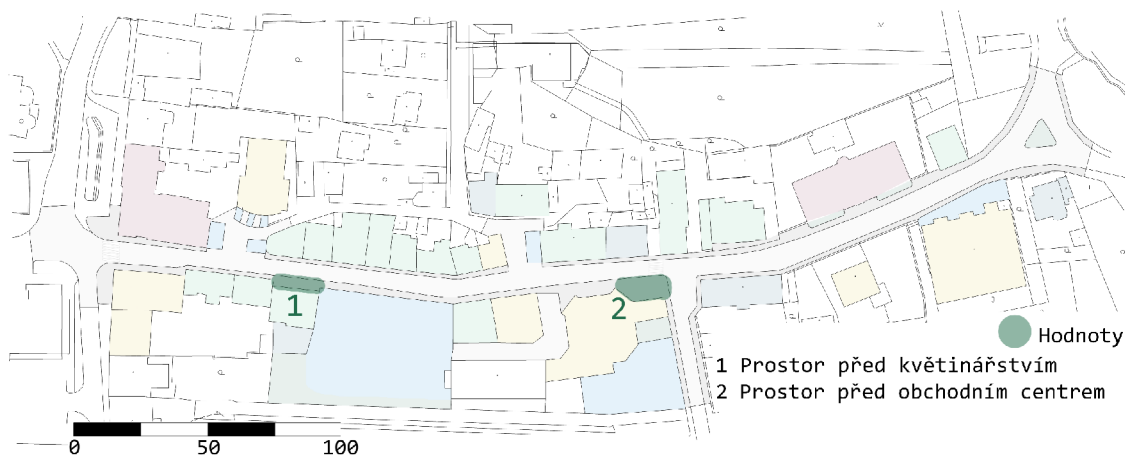 1
2
Hodnoty
1 Prostor před květinářstvím
2 Prostor před obchodním centrem
0 50 100